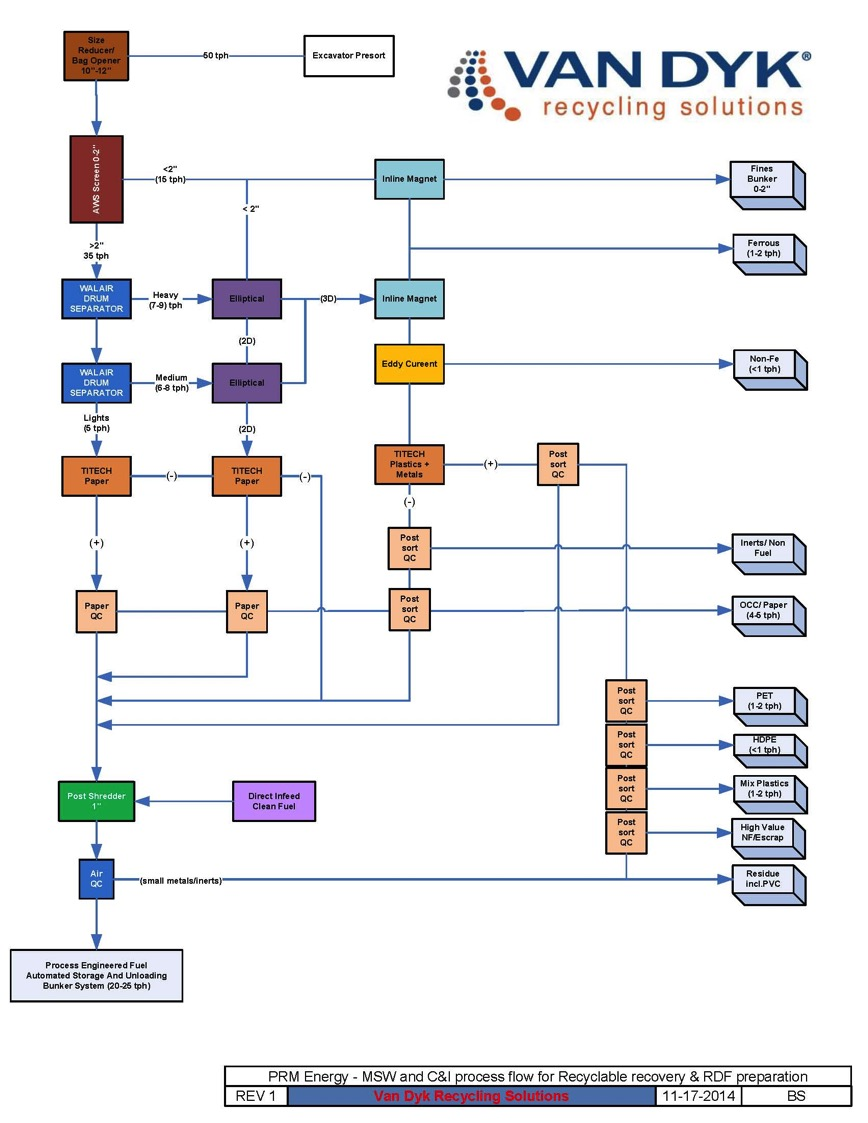 Size
Reducer/
Bag Opener
10"-12"
50 tph
Excavator Presort
VAN DYK®
recycling solutions
AWS Screen 0-2"
<2"
(15 tph)
< 2"
Inline Magnet
Fines
Bunker
0-2"
>2"
35 tph
Ferrous
(1-2 tph)
WALAIR
DRUM
SEPARATOR
Heavy
(7-9) tph
Elliptical
(3D)
Inline Magnet
(2D)
Eddy Cureent
Non-Fe
(<1 tph)
WALAIR
DRUM
SEPARATOR
Medium
(6-8 tph)
Elliptical
Lights
(5 tph)
(2D)
TITECH
Paper
(-)
TITECH
Paper
(-)
TITECH
Plastics +
Metals
(+)
Post
sort
QC
(-)
(+)
(+)
Post
sort
QC
Inerts/ Non
Fuel
Paper
QC
Paper
QC
Post
sort
QC
OCC/ Paper
(4-5 tph)
Post
sort
QC
PET
(1-2 tph)
Post
sort
QC
HDPE
(<1 tph)
Post
sort
QC
Mix Plastics
(1-2 tph)
Post Shredder
1"
Direct Infeed
Clean Fuel
Post
sort
QC
High Value
NF/Escrap
Air
QC
(small metals/inerts)
Residue
incl.PVC
Process Engineered Fuel
Automated Storage And Unloading
Bunker System (20-25 tph)
PRM Energy - MSW and C&I process flow for Recyclable recovery & RDF preparation
REV 1
Van Dyk Recycling Solutions
11-17-2014
BS